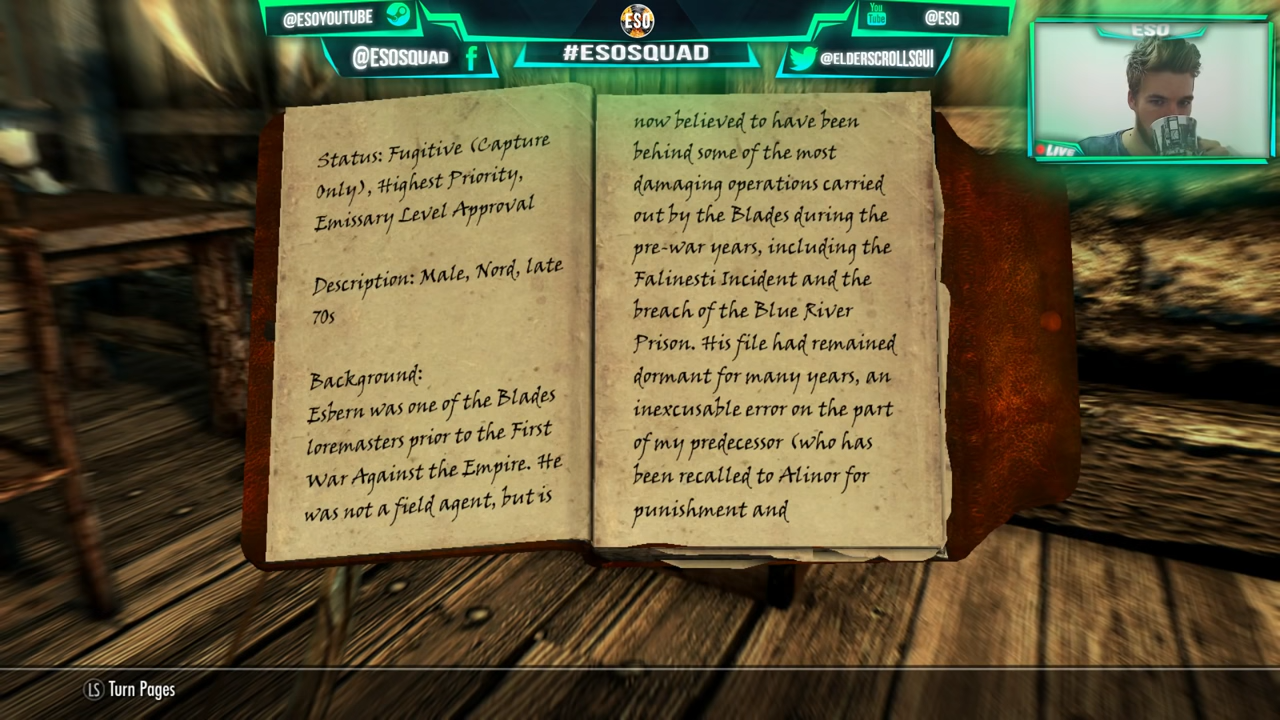 @ESOYOUTUBE
ESO
You Tube
@ESO
@ESOSQUAD
#ESOSQUAD
@ELDERSCROLLSGUI
ESO
LIVE
Status: Fugitive (Capture
Only), Highest Priority,
Emissary Level Approval
Description: Male, Nord, late
70s
Background:
Esbern was one of the Blades
loremasters prior to the First
War Against the Empire. He
was not a field agent, but is
now believed to have been
behind some of the most
damaging operations carried
out by the Blades during the
pre-war years, including the
Falinesti Incident and the
breach of the Blue River
Prison. His file had remained
dormant for many years, an
inexcusable error on the part
of my predecessor (who has
been recalled to Alinor for
punishment and
LS Turn Pages